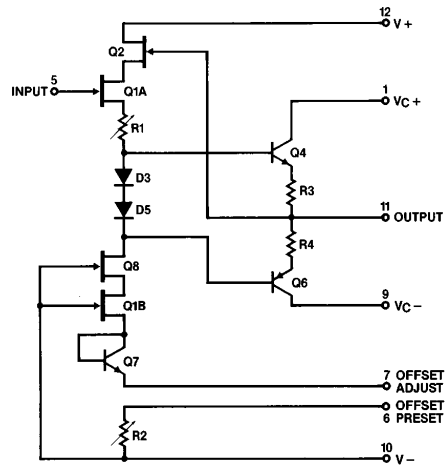 12
V+
Q2
5
INPUT
Q1A
1
VC+
R1
Q4
D3
R3
11
OUTPUT
D5
R4
Q8
Q6
9
VC−
Q1B
Q7
7 OFFSET
ADJUST
OFFSET
6 PRESET
R2
10
V−